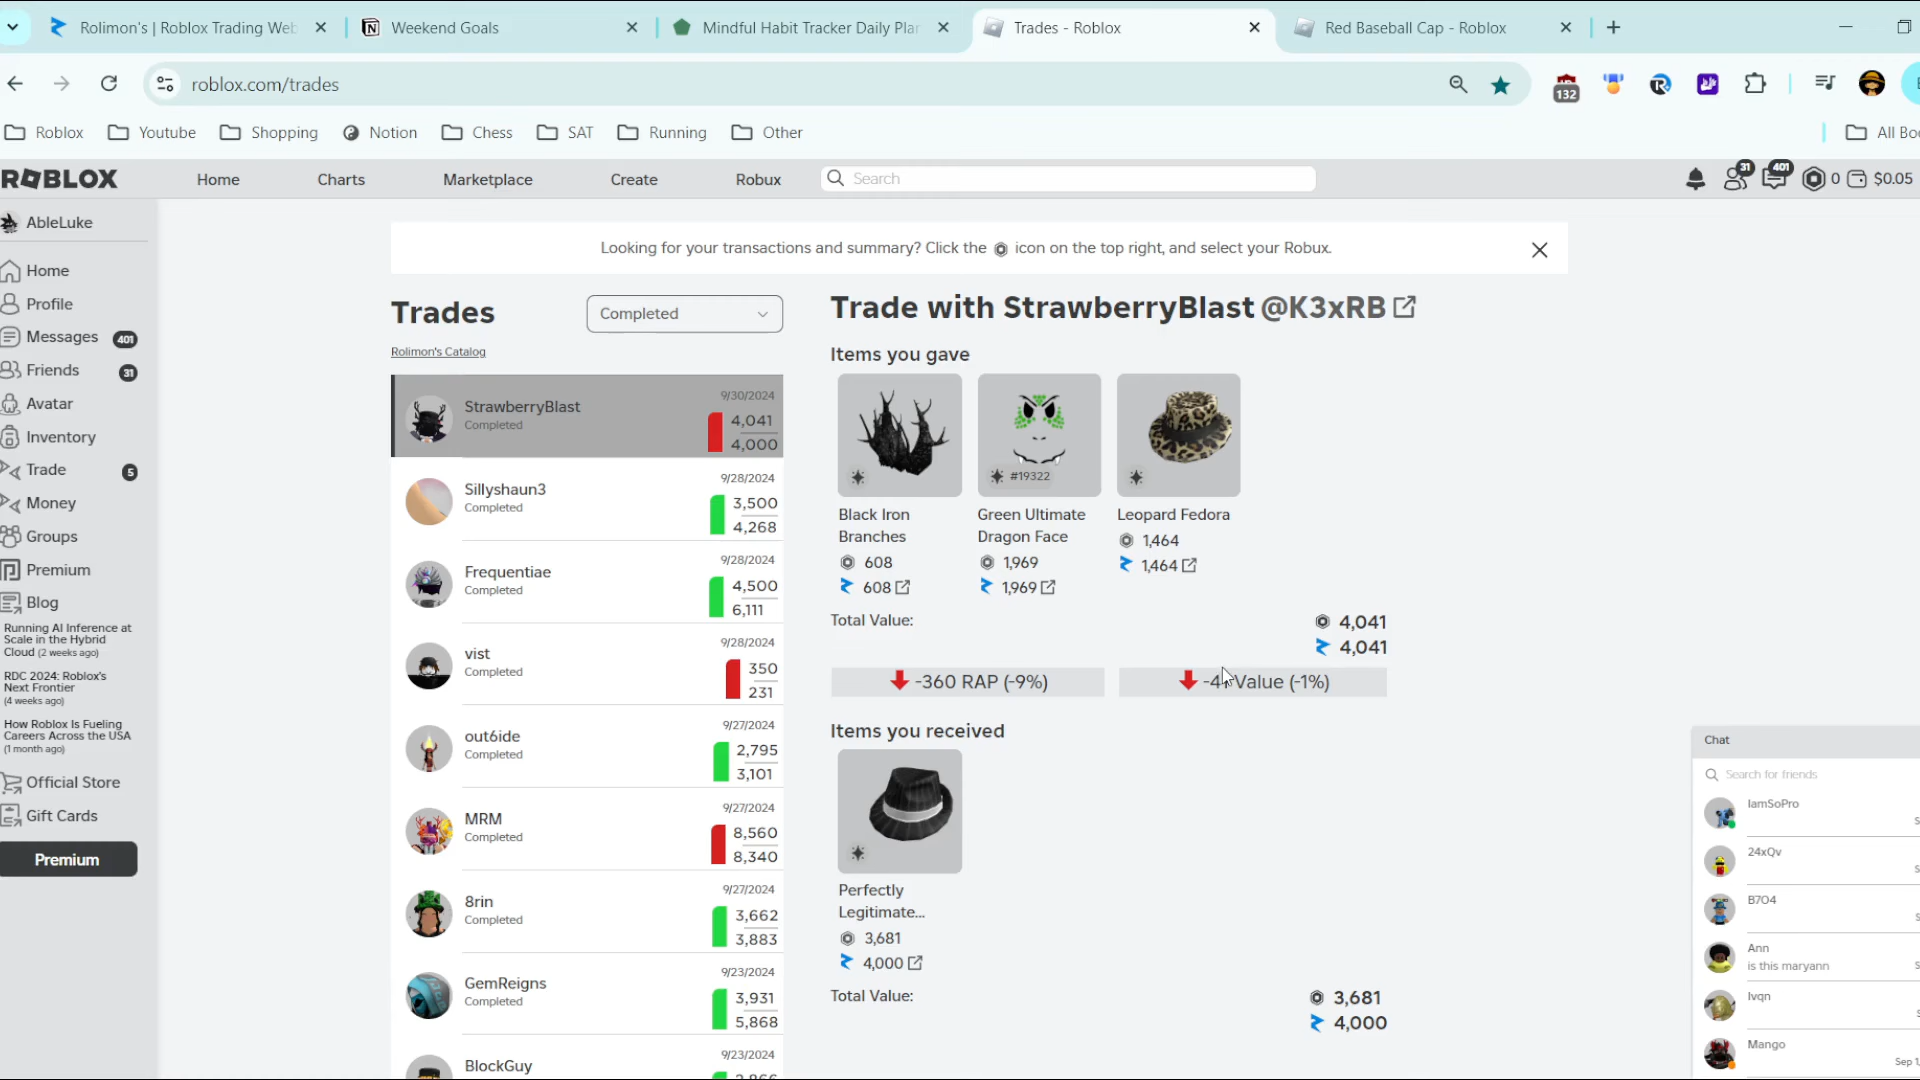 Rolimon's | Roblox Trading Web
Weekend Goals
Mindful Habit Tracker Daily Plan
Trades - Roblox
Red Baseball Cap - Roblox
roblox.com/trades
132
Roblox
Youtube
Shopping
Notion
Chess
SAT
Running
Other
All Boo
ROBLOX
Home
Charts
Marketplace
Create
Robux
Search
31
401
0
$0.05
AbleLuke
Home
Profile
Messages 401
Friends 31
Avatar
Inventory
Trade 5
Money
Groups
Premium
Blog
Running AI Inference at
Scale in the Hybrid
Cloud (2 weeks ago)
RDC 2024: Roblox's
Next Frontier
(4 weeks ago)
How Roblox Is Fueling
Careers Across the USA
(1 month ago)
Official Store
Gift Cards
Premium
Looking for your transactions and summary? Click the icon on the top right, and select your Robux.
Trades
Completed
Rolimon's Catalog
StrawberryBlast
Completed
9/30/2024
4,041
4,000
Sillyshaun3
Completed
9/28/2024
3,500
4,268
Frequentiae
Completed
9/28/2024
4,500
6,111
vist
Completed
9/28/2024
350
231
out6ide
Completed
9/27/2024
2,795
3,101
MRM
Completed
9/27/2024
8,560
8,340
8rin
Completed
9/27/2024
3,662
3,883
GemReigns
Completed
9/23/2024
3,931
5,868
BlockGuy
9/23/2024
Trade with StrawberryBlast @K3xRB
Items you gave
#19322
Black Iron
Branches
608
608
Green Ultimate
Dragon Face
1,969
1,969
Leopard Fedora
1,464
1,464
Total Value:
4,041
4,041
-360 RAP (-9%)
Value (-1%)
Items you received
Perfectly
Legitimate...
3,681
4,000
Total Value:
3,681
4,000
Chat
Search for friends
IamSoPro
24xQv
B7O4
Ann
is this maryann
Ivqn
Mango
Sep 1